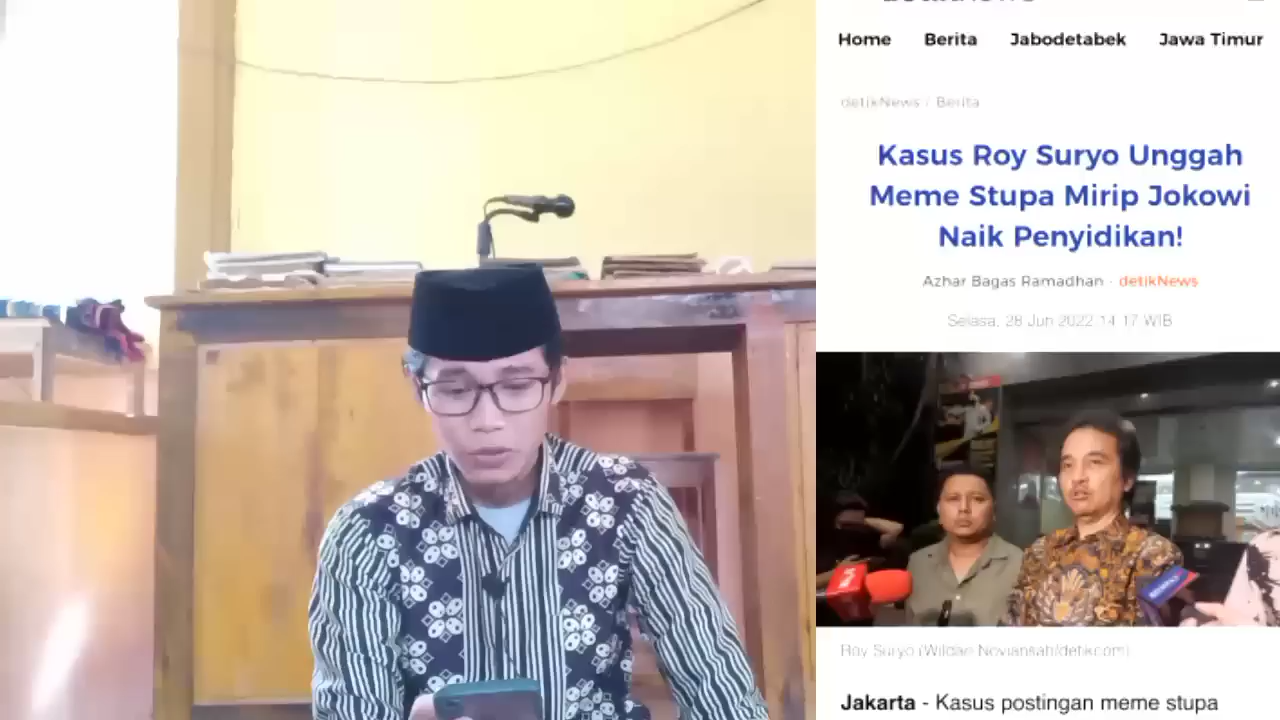 Home Berita Jabodetabek Jawa Timur
detikNews / Berita
Kasus Roy Suryo Unggah
Meme Stupa Mirip Jokowi
Naik Penyidikan!
Azhar Bagas Ramadhan - detikNews
Selasa, 28 Jun 2022 14:17 WIB
Roy Suryo (Wildan Noviansah/detikcom)
Jakarta - Kasus postingan meme stupa